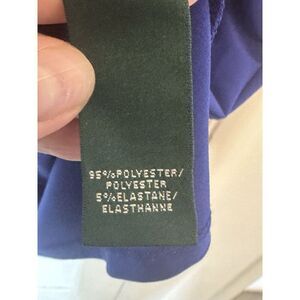 95%POLYESTER/
POLYESTER
5%ELASTANE/
ELASTHANNE